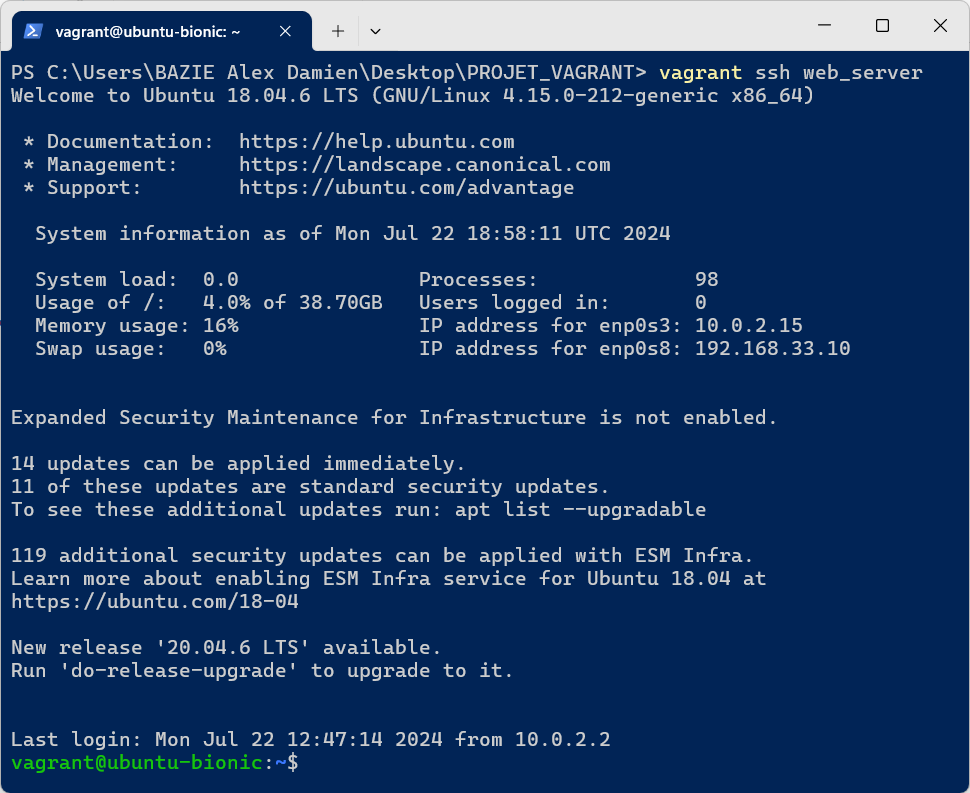 vagrant@ubuntu-bionic: ~
PS C:\Users\BAZIE Alex Damien\Desktop\PROJET_VAGRANT> vagrant ssh web_server
Welcome to Ubuntu 18.04.6 LTS (GNU/Linux 4.15.0-212-generic x86_64)
* Documentation:  https://help.ubuntu.com
* Management:     https://landscape.canonical.com
* Support:        https://ubuntu.com/advantage
System information as of Mon Jul 22 18:58:11 UTC 2024
System load:  0.0               Processes:             98
Usage of /:   4.0% of 38.70GB   Users logged in:       0
Memory usage: 16%               IP address for enp0s3: 10.0.2.15
Swap usage:   0%                IP address for enp0s8: 192.168.33.10
Expanded Security Maintenance for Infrastructure is not enabled.
14 updates can be applied immediately.
11 of these updates are standard security updates.
To see these additional updates run: apt list --upgradable
119 additional security updates can be applied with ESM Infra.
Learn more about enabling ESM Infra service for Ubuntu 18.04 at
https://ubuntu.com/18-04
New release '20.04.6 LTS' available.
Run 'do-release-upgrade' to upgrade to it.
Last login: Mon Jul 22 12:47:14 2024 from 10.0.2.2
vagrant@ubuntu-bionic:~$